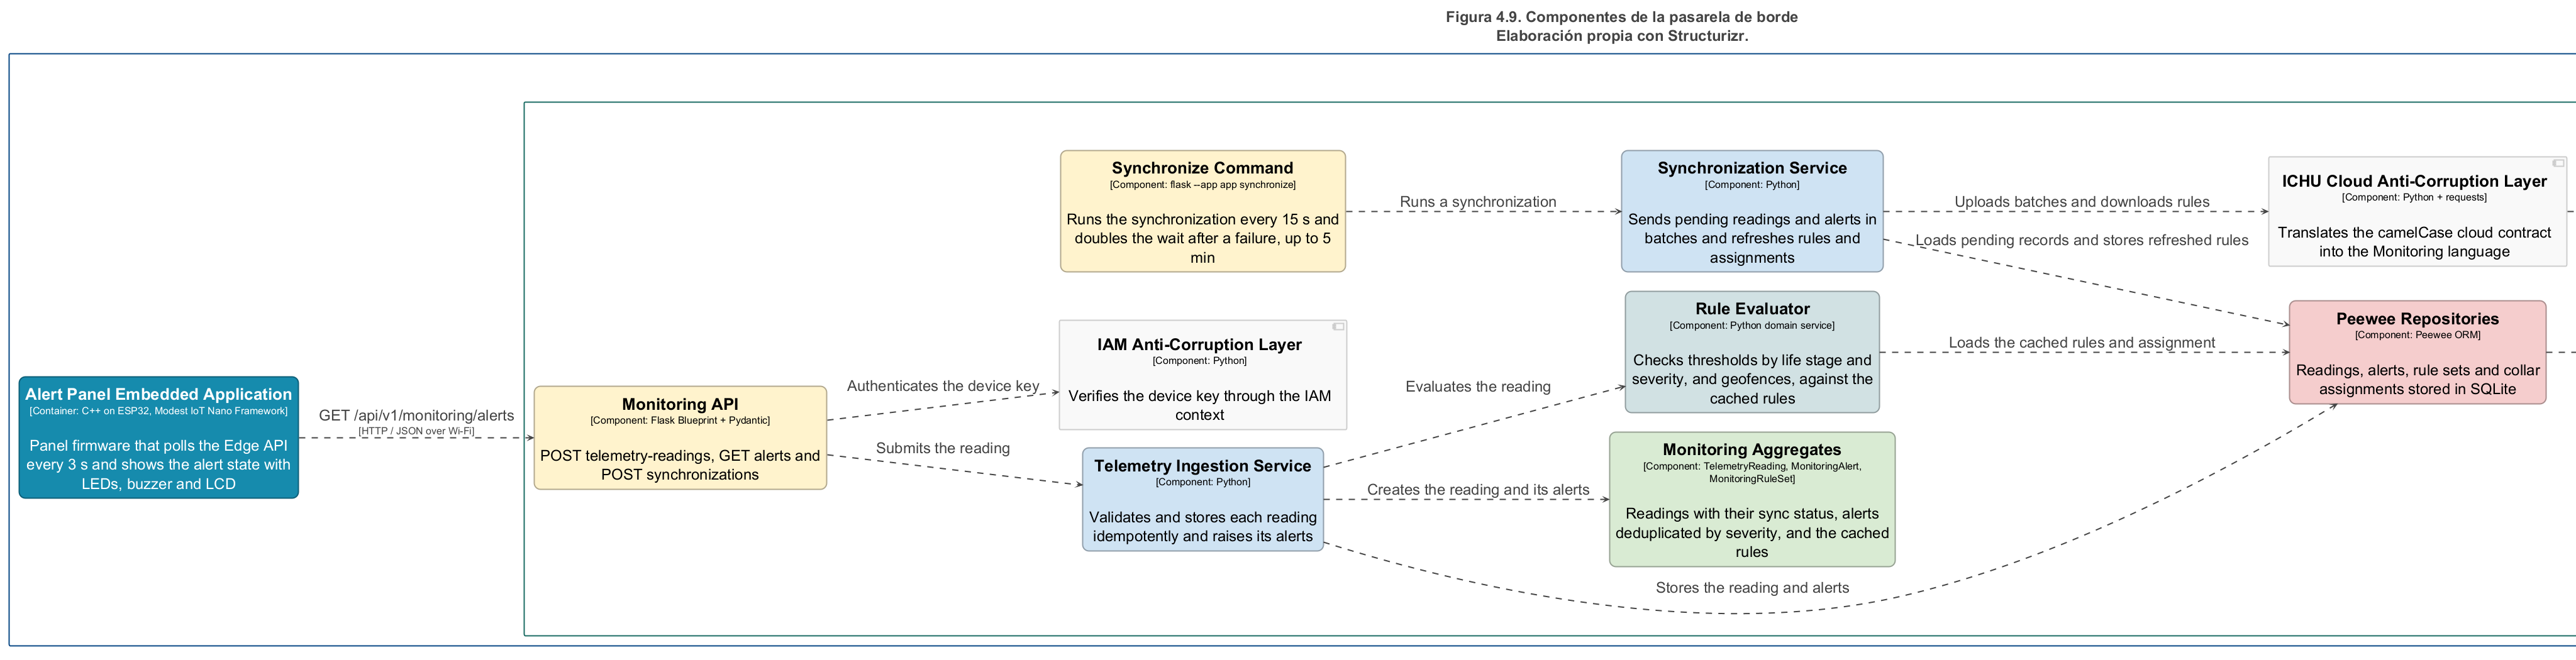 Figura 4.9. Componentes de la pasarela de borde
Elaboración propia con Structurizr.
Synchronize Command
[Component: flask --app app synchronize]
Runs the synchronization every 15 s and
doubles the wait after a failure, up to 5
min
Runs a synchronization
Synchronization Service
[Component: Python]
Sends pending readings and alerts in
batches and refreshes rules and
assignments
Uploads batches and downloads rules
Loads pending records and stores refreshed rules
ICHU Cloud Anti-Corruption Layer
[Component: Python + requests]
Translates the camelCase cloud contract
into the Monitoring language
Alert Panel Embedded Application
[Container: C++ on ESP32, Modest IoT Nano Framework]
Panel firmware that polls the Edge API
every 3 s and shows the alert state with
LEDs, buzzer and LCD
GET /api/v1/monitoring/alerts
[HTTP / JSON over Wi-Fi]
Monitoring API
[Component: Flask Blueprint + Pydantic]
POST telemetry-readings, GET alerts and
POST synchronizations
Authenticates the device key
Submits the reading
IAM Anti-Corruption Layer
[Component: Python]
Verifies the device key through the IAM
context
Telemetry Ingestion Service
[Component: Python]
Validates and stores each reading
idempotently and raises its alerts
Evaluates the reading
Creates the reading and its alerts
Stores the reading and alerts
Rule Evaluator
[Component: Python domain service]
Checks thresholds by life stage and
severity, and geofences, against the
cached rules
Loads the cached rules and assignment
Monitoring Aggregates
[Component: TelemetryReading, MonitoringAlert,
MonitoringRuleSet]
Readings with their sync status, alerts
deduplicated by severity, and the cached
rules
Peewee Repositories
[Component: Peewee ORM]
Readings, alerts, rule sets and collar
assignments stored in SQLite